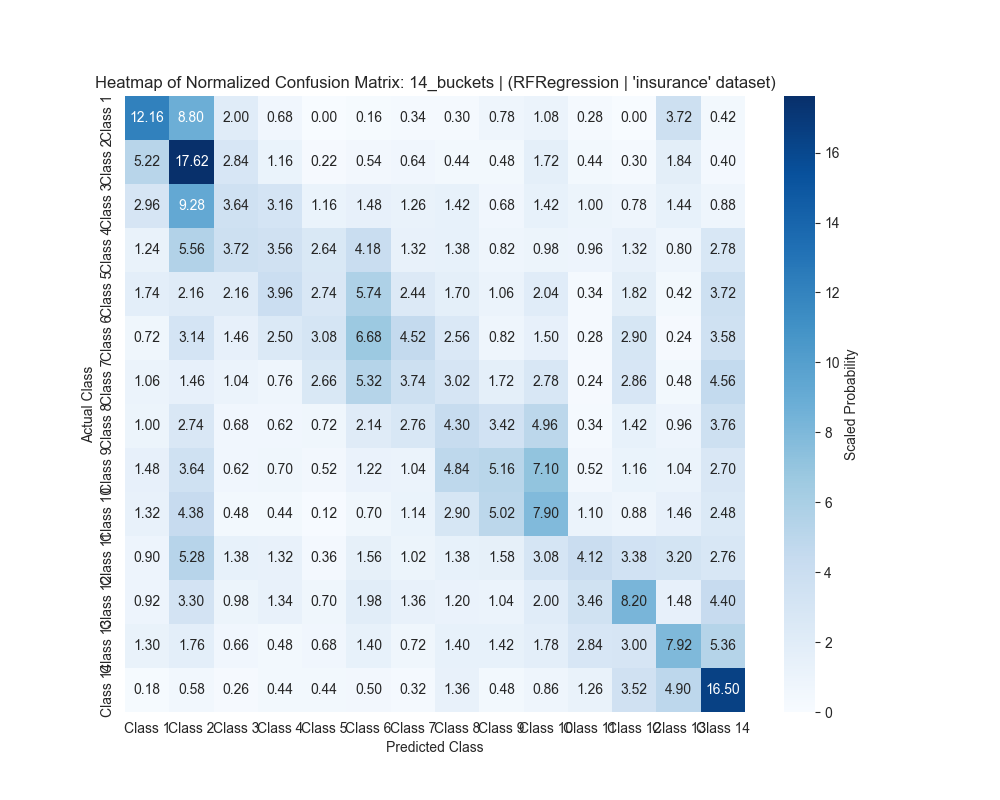 Heatmap of Normalized Confusion Matrix: 14_buckets | (RFRegression | 'insurance' dataset)
Class 1 12.16 8.80 2.00 0.68 0.00 0.16 0.34 0.30 0.78 1.08 0.28 0.00 3.72 0.42
Class 2 5.22 17.62 2.84 1.16 0.22 0.54 0.64 0.44 0.48 1.72 0.44 0.30 1.84 0.40
Class 3 2.96 9.28 3.64 3.16 1.16 1.48 1.26 1.42 0.68 1.42 1.00 0.78 1.44 0.88
Class 4 1.24 5.56 3.72 3.56 2.64 4.18 1.32 1.38 0.82 0.98 0.96 1.32 0.80 2.78
Class 5 1.74 2.16 2.16 3.96 2.74 5.74 2.44 1.70 1.06 2.04 0.34 1.82 0.42 3.72
Class 6 0.72 3.14 1.46 2.50 3.08 6.68 4.52 2.56 0.82 1.50 0.28 2.90 0.24 3.58
Class 7 1.06 1.46 1.04 0.76 2.66 5.32 3.74 3.02 1.72 2.78 0.24 2.86 0.48 4.56
Class 8 1.00 2.74 0.68 0.62 0.72 2.14 2.76 4.30 3.42 4.96 0.34 1.42 0.96 3.76
Class 9 1.48 3.64 0.62 0.70 0.52 1.22 1.04 4.84 5.16 7.10 0.52 1.16 1.04 2.70
Class 10 1.32 4.38 0.48 0.44 0.12 0.70 1.14 2.90 5.02 7.90 1.10 0.88 1.46 2.48
Class 11 0.90 5.28 1.38 1.32 0.36 1.56 1.02 1.38 1.58 3.08 4.12 3.38 3.20 2.76
Class 12 0.92 3.30 0.98 1.34 0.70 1.98 1.36 1.20 1.04 2.00 3.46 8.20 1.48 4.40
Class 13 1.30 1.76 0.66 0.48 0.68 1.40 0.72 1.40 1.42 1.78 2.84 3.00 7.92 5.36
Class 14 0.18 0.58 0.26 0.44 0.44 0.50 0.32 1.36 0.48 0.86 1.26 3.52 4.90 16.50
Class 1 Class 2 Class 3 Class 4 Class 5 Class 6 Class 7 Class 8 Class 9 Class 10 Class 11 Class 12 Class 13 Class 14
Predicted Class
Actual Class
16
14
12
10
8
6
4
2
0
Scaled Probability